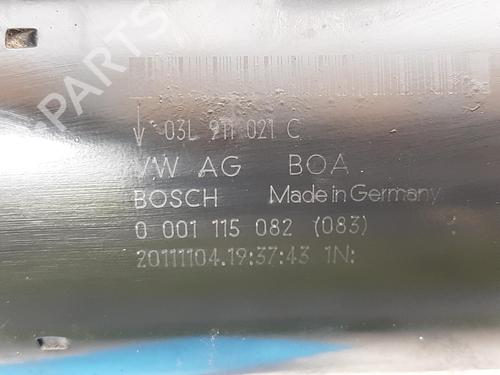 PARTS
03L 911 021 C
VW AG BOA
BOSCH Made in Germany
0 001 115 082 (083)
20111104.19:37:43 1N: